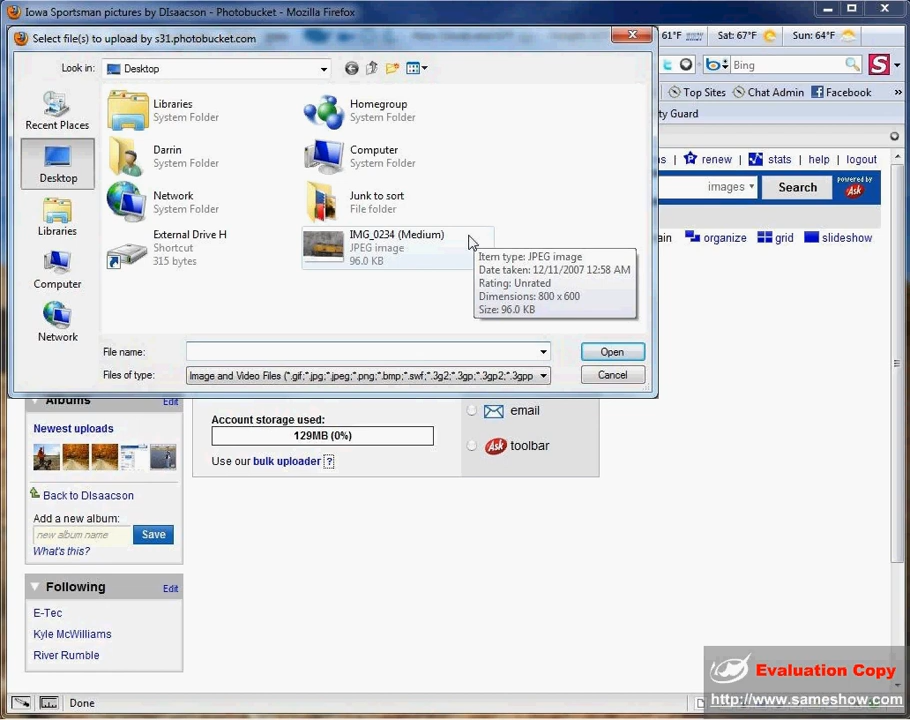 Iowa Sportsman pictures by DIsaacson - Photobucket - Mozilla Firefox
Select file(s) to upload by s31.photobucket.com
61°F Sat: 67°F Sun: 64°F
Look in: Desktop
Bing
S
Top Sites Chat Admin Facebook »
ty Guard
Recent Places
Desktop
Libraries
Computer
Network
Libraries
System Folder
Homegroup
System Folder
Darrin
System Folder
Computer
System Folder
Network
System Folder
Junk to sort
File folder
External Drive H
Shortcut
315 bytes
IMG_0234 (Medium)
JPEG image
96.0 KB
Item type: JPEG image
Date taken: 12/11/2007 12:58 AM
Rating: Unrated
Dimensions: 800 x 600
Size: 96.0 KB
File name:
Open
Files of type: Image and Video Files (*.gif;*.jpg;*.jpeg;*.png;*.bmp;*.swf;*.3g2;*.3gp;*.3gp2;*.3gpp
Cancel
renew stats help logout
images Search powered by Ask
ain organize grid slideshow
Albums Edit
Newest uploads
Back to DIsaacson
Add a new album:
new album name Save
What's this?
Following Edit
E-Tec
Kyle McWilliams
River Rumble
Account storage used:
129MB (0%)
Use our bulk uploader [?]
email
Ask toolbar
Done
Evaluation Copy
http://www.sameshow.com